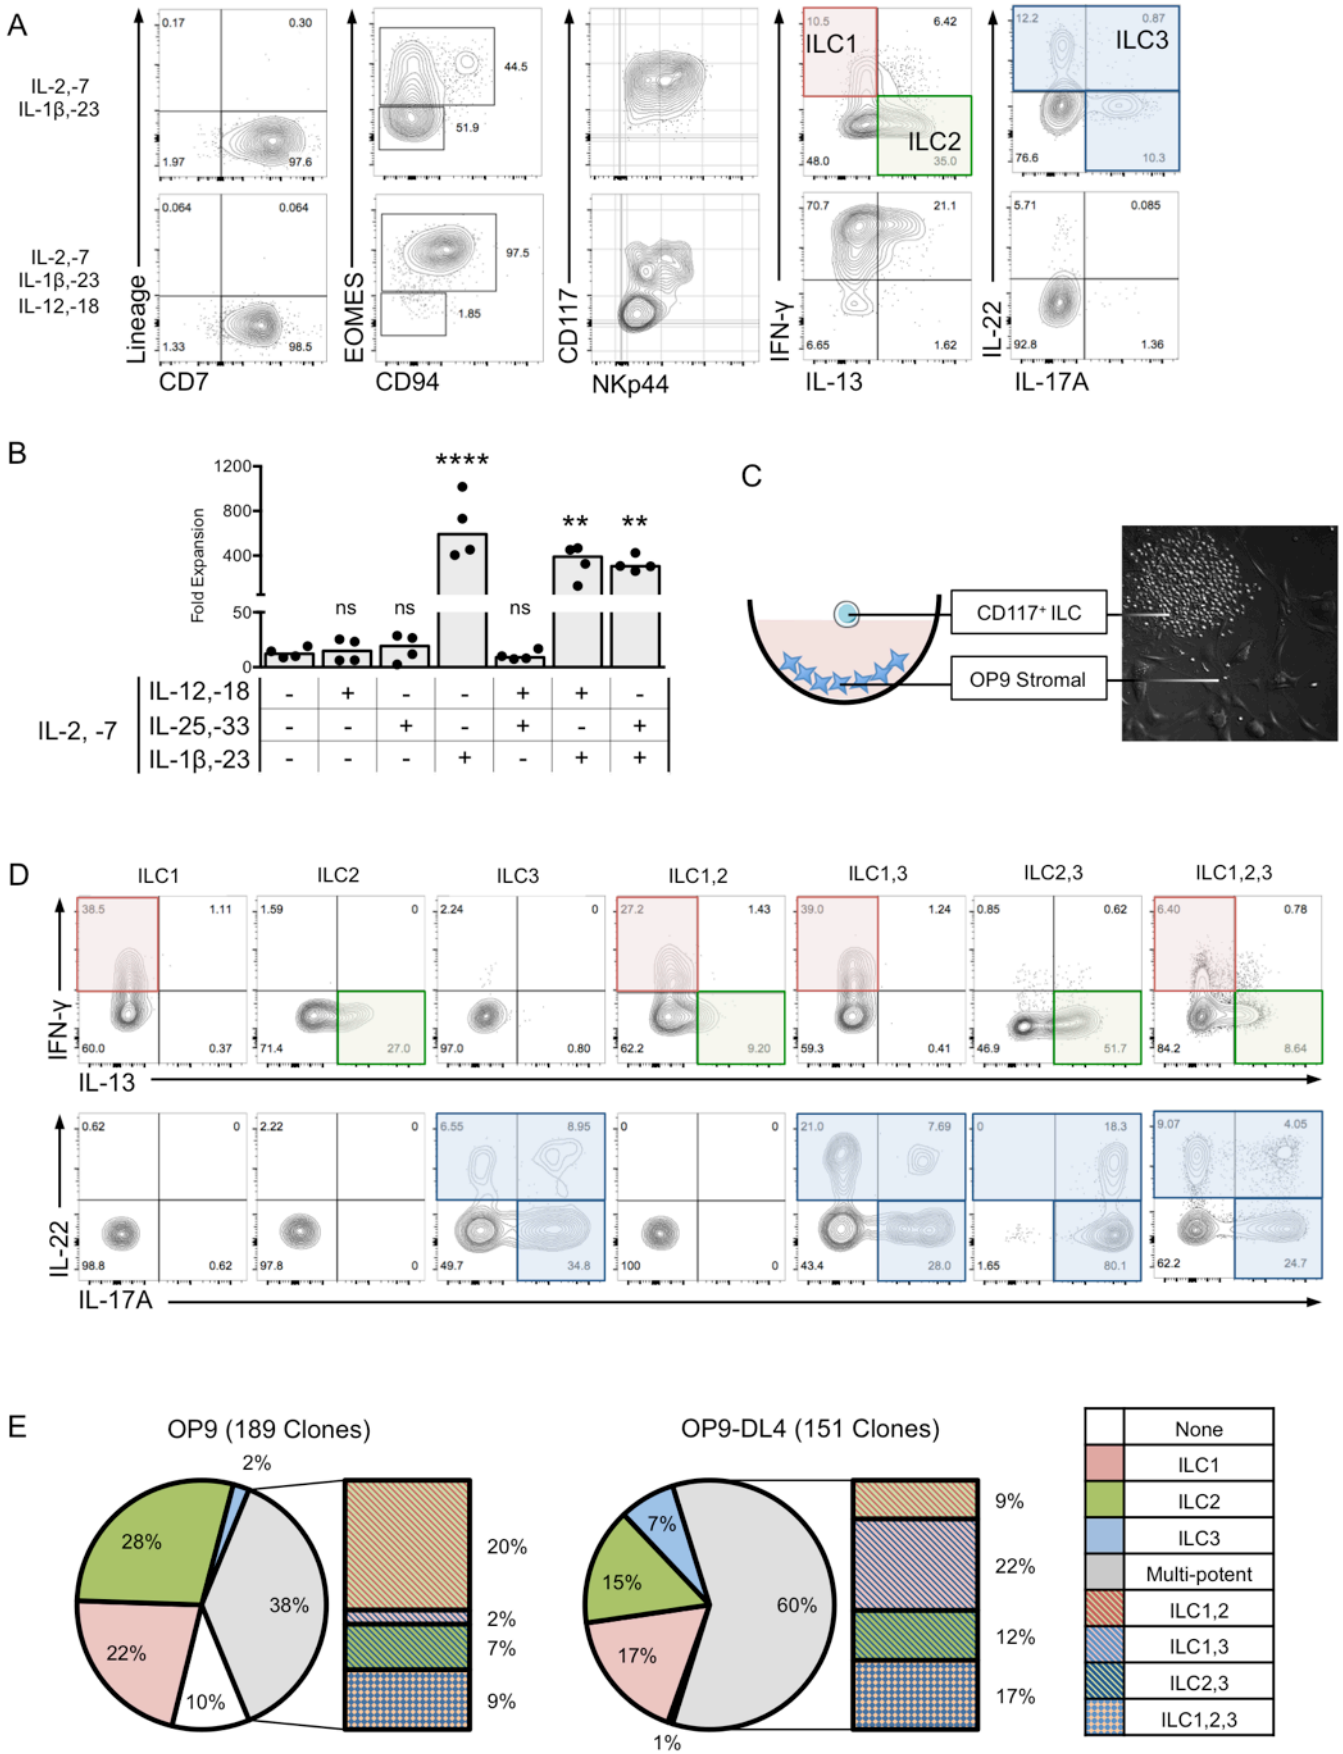 A
IL-2,-7
IL-1β,-23
Lineage
0.17 0.30
1.97 97.6
EOMES
44.5
51.9
CD117
IFN-γ
10.5 6.42
ILC1
ILC2
48.0 35.0
IL-22
12.2 0.87
ILC3
76.6 10.3
IL-2,-7
IL-1β,-23
IL-12,-18
0.064 0.064
1.33 98.5
CD7
97.5
1.85
CD94
NKp44
70.7 21.1
6.65 1.62
IL-13
5.71 0.085
92.8 1.36
IL-17A
B
Fold Expansion
1200
800
400
50
0
ns ns **** ns ** **
IL-2, -7
IL-12,-18 - + - - + + -
IL-25,-33 - - + - + - +
IL-1β,-23 - - - + - + +
C
CD117+ ILC
OP9 Stromal
D
ILC1 ILC2 ILC3 ILC1,2 ILC1,3 ILC2,3 ILC1,2,3
38.5 1.11 1.59 0 2.24 0 27.2 1.43 39.0 1.24 0.85 0.62 6.40 0.78
IFN-γ
60.0 0.37 71.4 27.0 97.0 0.80 62.2 9.20 59.3 0.41 46.9 51.7 84.2 8.64
IL-13
0.62 0 2.22 0 6.55 8.95 0 0 21.0 7.69 0 18.3 9.07 4.05
IL-22
98.8 0.62 97.8 0 49.7 34.8 100 0 43.4 28.0 1.65 80.1 62.2 24.7
IL-17A
E
OP9 (189 Clones)
2%
28%
38%
22%
10%
20%
2%
7%
9%
OP9-DL4 (151 Clones)
7%
15%
60%
17%
1%
9%
22%
12%
17%
None
ILC1
ILC2
ILC3
Multi-potent
ILC1,2
ILC1,3
ILC2,3
ILC1,2,3